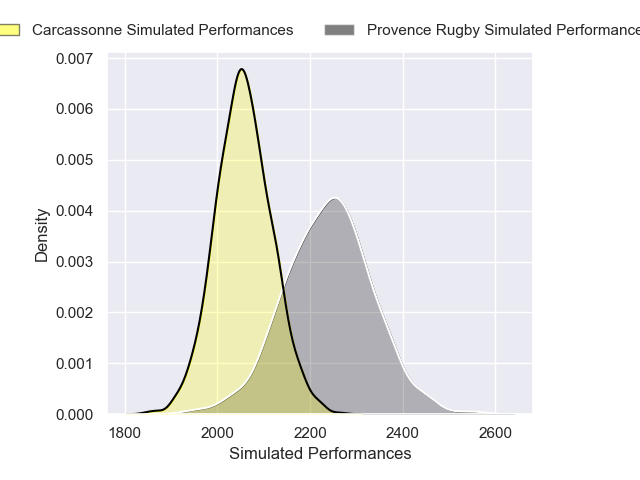 Carcassonne Simulated Performances
Provence Rugby Simulated Performance
0.007
0.006
0.005
0.004
0.003
0.002
0.001
0.000
Density
1800 2000 2200 2400 2600
Simulated Performances